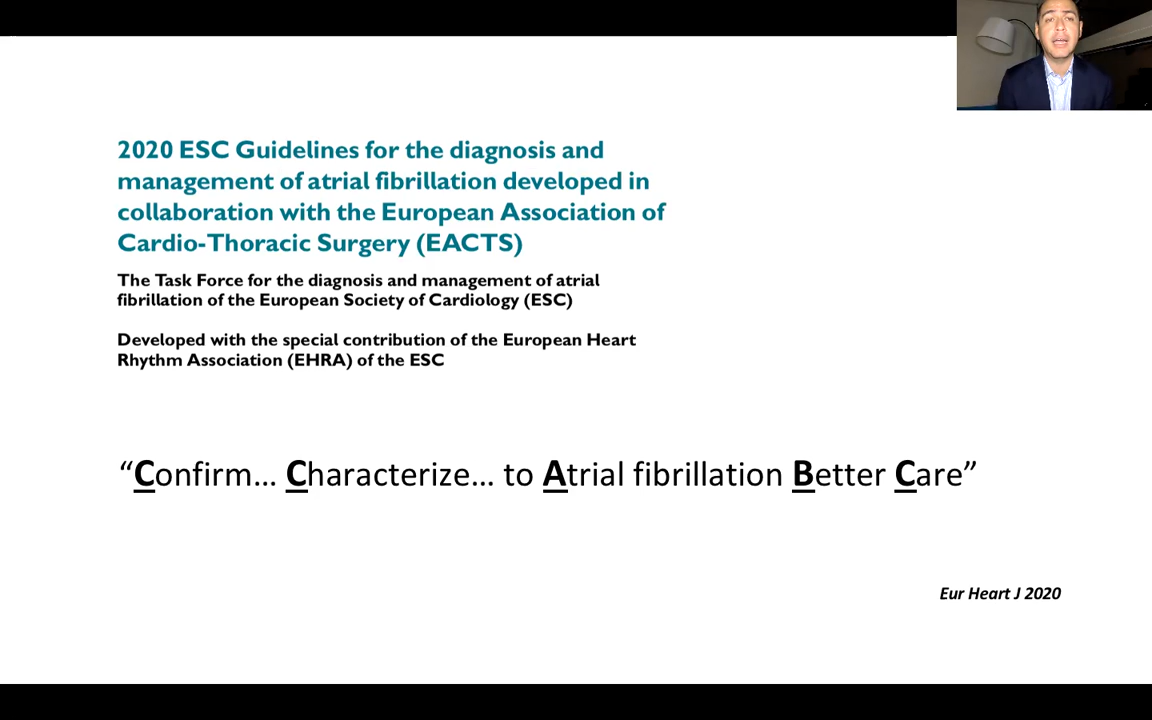 2020 ESC Guidelines for the diagnosis and
management of atrial fibrillation developed in
collaboration with the European Association of
Cardio-Thoracic Surgery (EACTS)
The Task Force for the diagnosis and management of atrial
fibrillation of the European Society of Cardiology (ESC)
Developed with the special contribution of the European Heart
Rhythm Association (EHRA) of the ESC
“Confirm… Characterize… to Atrial fibrillation Better Care”
Eur Heart J 2020